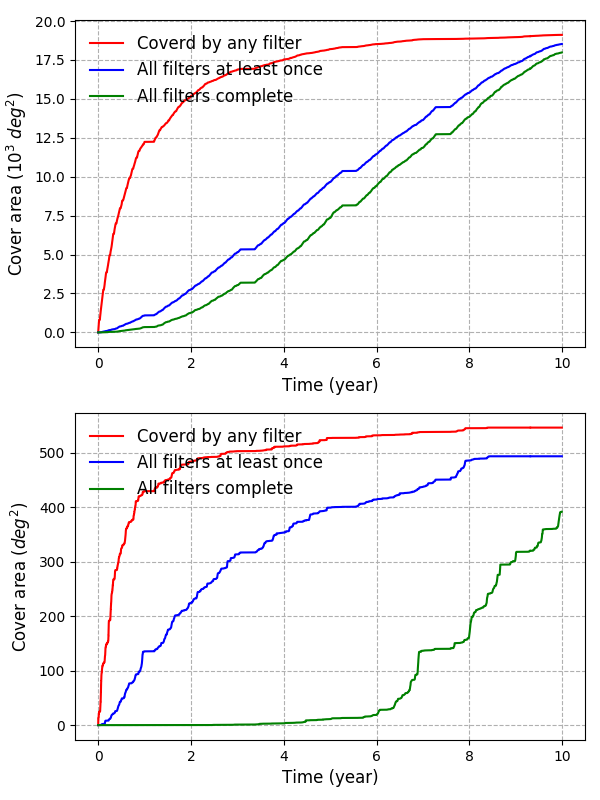 20.0
17.5
15.0
12.5
10.0
7.5
5.0
2.5
0.0
Cover area (10³ deg²)
Coverd by any filter
All filters at least once
All filters complete
0 2 4 6 8 10
Time (year)
500
400
300
200
100
0
Cover area (deg²)
Coverd by any filter
All filters at least once
All filters complete
0 2 4 6 8 10
Time (year)